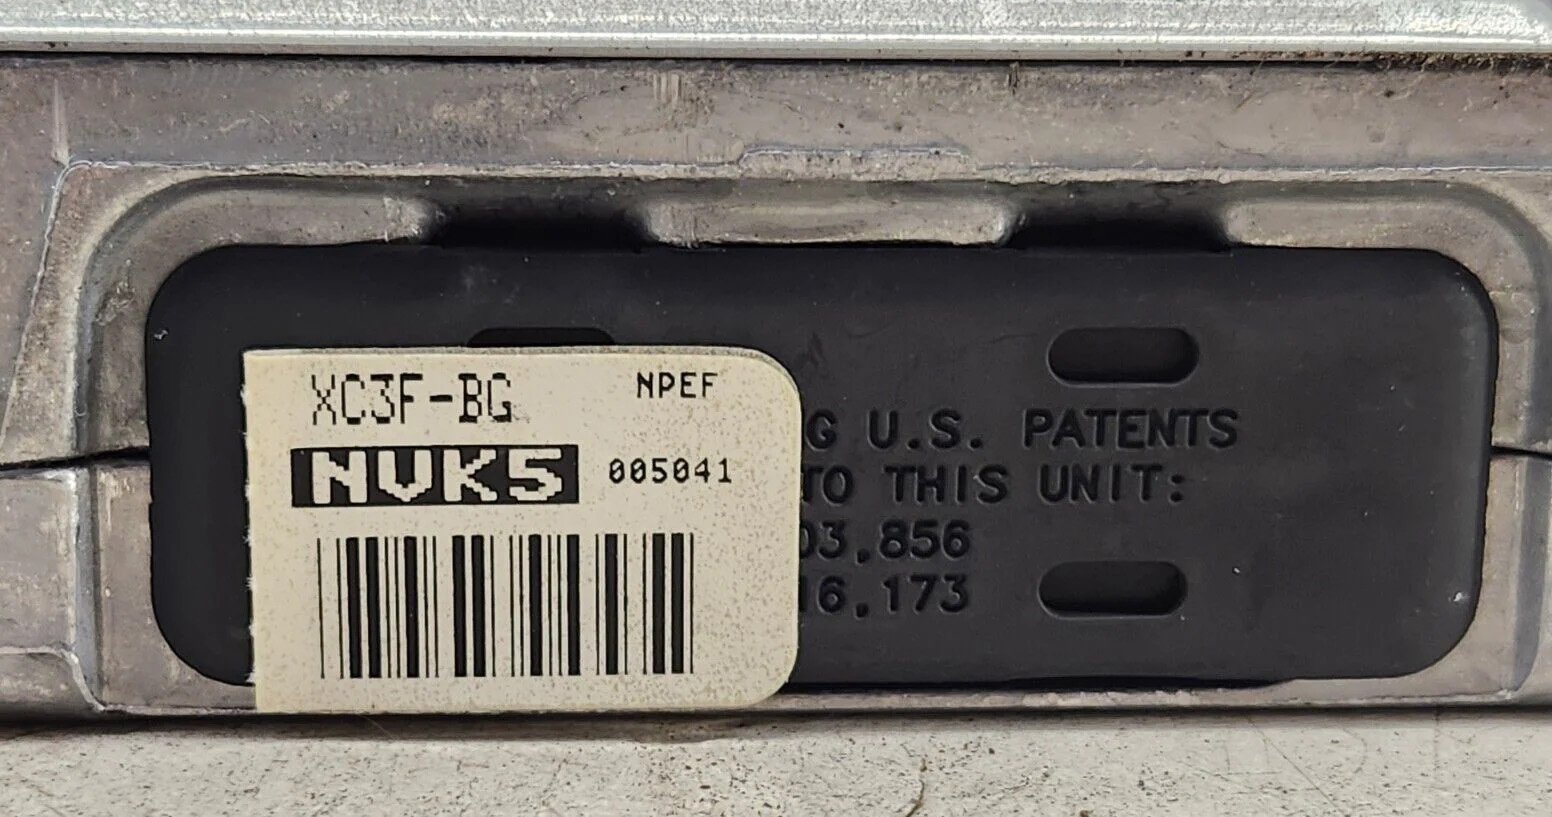 XC3F-BG NPEF
NVK5 005041
G U.S. PATENTS
TO THIS UNIT:
03,856
16,173